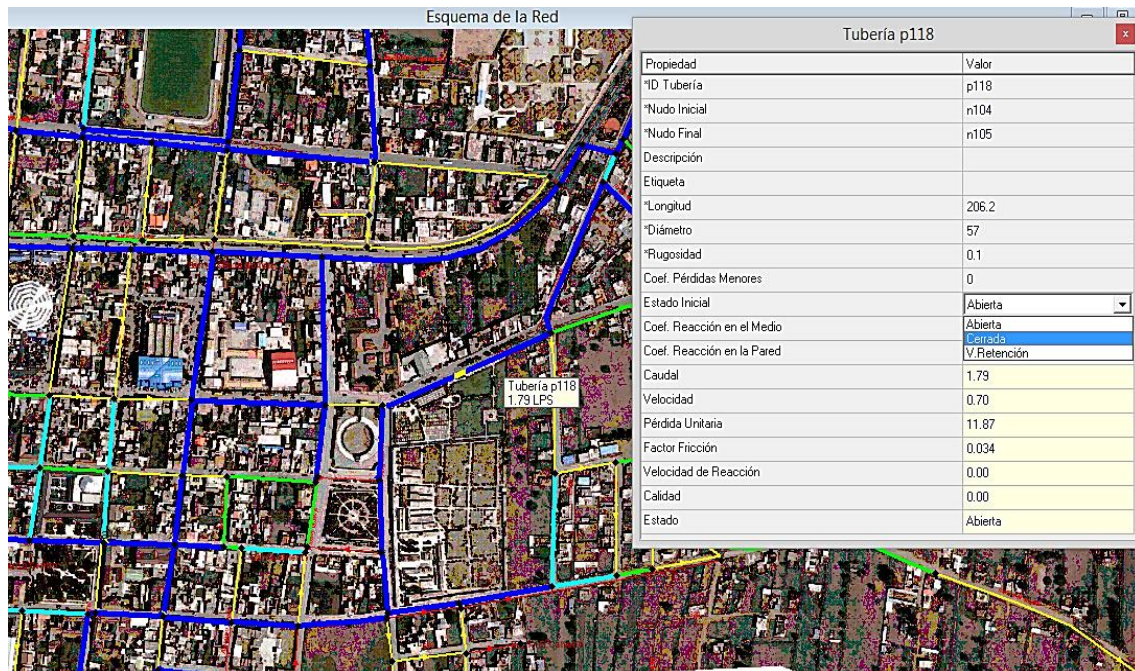 Esquema de la Red
Tubería p118
x
Propiedad Valor
*ID Tubería p118
*Nudo Inicial n104
*Nudo Final n105
Descripción
Etiqueta
*Longitud 206.2
*Diámetro 57
*Rugosidad 0.1
Coef. Pérdidas Menores 0
Estado Inicial Abierta
Coef. Reacción en el Medio Abierta
Cerrada
Coef. Reacción en la Pared V.Retención
Caudal 1.79
Velocidad 0.70
Pérdida Unitaria 11.87
Factor Fricción 0.034
Velocidad de Reacción 0.00
Calidad 0.00
Estado Abierta
Tubería p118
1.79 LPS